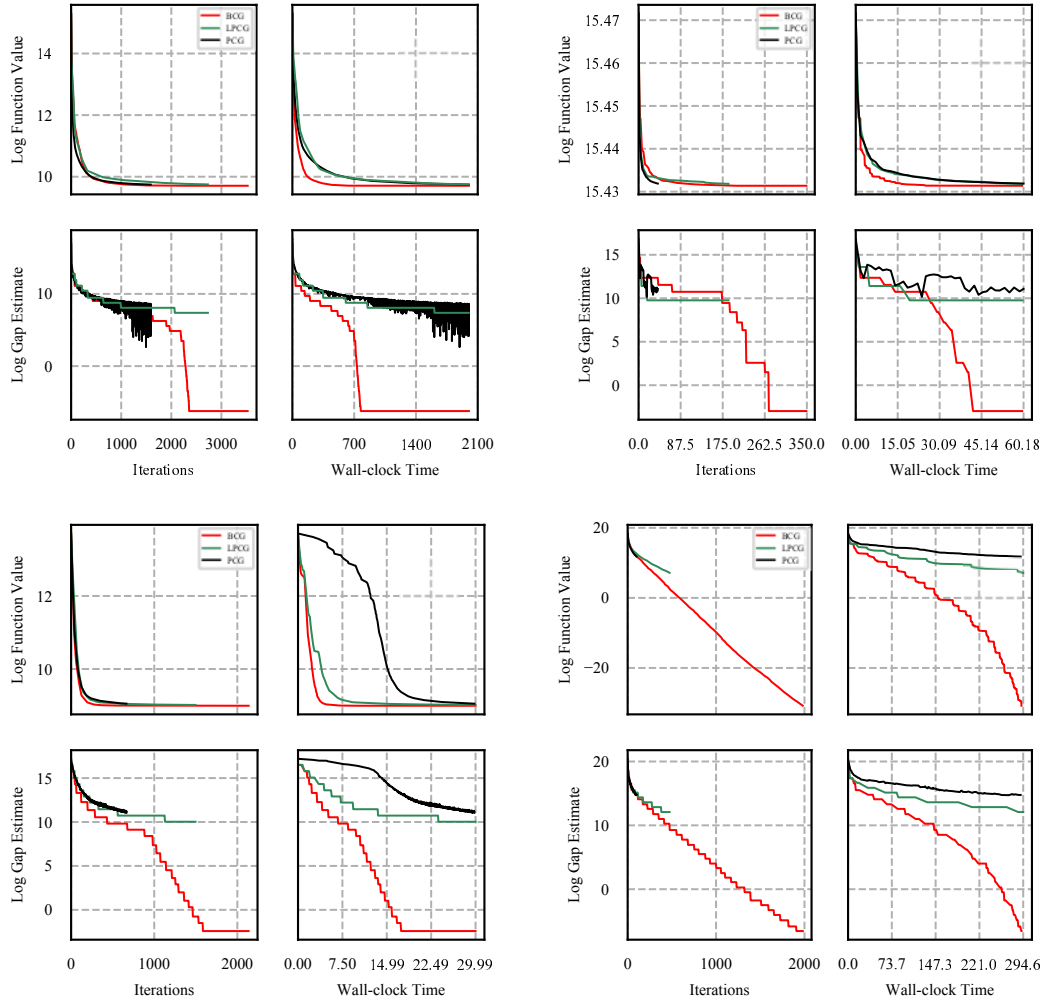 BCG
LPCG
PCG
Log Function Value
14
12
10
Log Gap Estimate
10
0
0
1000
2000
3000
Iterations
0
700
1400
2100
Wall-clock Time
BCG
LPCG
PCG
Log Function Value
15.47
15.46
15.45
15.44
15.43
Log Gap Estimate
15
10
5
0
0.0
87.5
175.0
262.5
350.0
Iterations
0.00
15.05
30.09
45.14
60.18
Wall-clock Time
BCG
LPCG
PCG
Log Function Value
12
10
Log Gap Estimate
15
10
5
0
0
1000
2000
Iterations
0.00
7.50
14.99
22.49
29.99
Wall-clock Time
BCG
LPCG
PCG
Log Function Value
20
0
−20
Log Gap Estimate
20
10
0
0
1000
2000
Iterations
0.0
73.7
147.3
221.0
294.6
Wall-clock Time